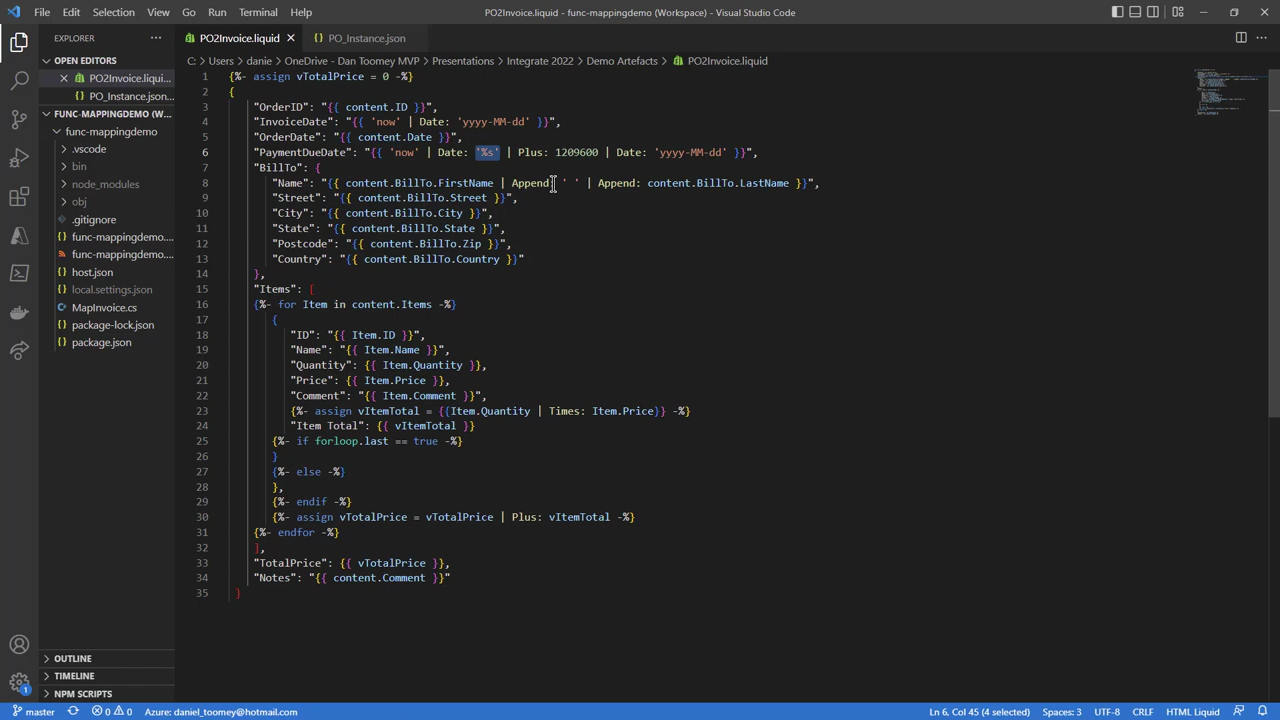 File Edit Selection View Go Run Terminal Help PO2Invoice.liquid - func-mappingdemo (Workspace) - Visual Studio Code
EXPLORER
OPEN EDITORS
PO2Invoice.liqui...
PO_Instance.json...
FUNC-MAPPINGDEMO (W...
func-mappingdemo
.vscode
bin
node_modules
obj
.gitignore
func-mappingdemo....
func-mappingdemo....
host.json
local.settings.json
MapInvoice.cs
package-lock.json
package.json
OUTLINE
TIMELINE
NPM SCRIPTS
PO2Invoice.liquid PO_Instance.json
C: > Users > danie > OneDrive - Dan Toomey MVP > Presentations > Integrate 2022 > Demo Artefacts > PO2Invoice.liquid
1 {%- assign vTotalPrice = 0 -%}
2 {
3 "OrderID": "{{ content.ID }}",
4 "InvoiceDate": "{{ 'now' | Date: 'yyyy-MM-dd' }}",
5 "OrderDate": "{{ content.Date }}",
6 "PaymentDueDate": "{{ 'now' | Date: '%s' | Plus: 1209600 | Date: 'yyyy-MM-dd' }}",
7 "BillTo": {
8 "Name": "{{ content.BillTo.FirstName | Append: ' ' | Append: content.BillTo.LastName }}",
9 "Street": "{{ content.BillTo.Street }}",
10 "City": "{{ content.BillTo.City }}",
11 "State": "{{ content.BillTo.State }}",
12 "Postcode": "{{ content.BillTo.Zip }}",
13 "Country": "{{ content.BillTo.Country }}"
14 },
15 "Items": [
16 {%- for Item in content.Items -%}
17 {
18 "ID": "{{ Item.ID }}",
19 "Name": "{{ Item.Name }}",
20 "Quantity": {{ Item.Quantity }},
21 "Price": {{ Item.Price }},
22 "Comment": "{{ Item.Comment }}",
23 {%- assign vItemTotal = {{Item.Quantity | Times: Item.Price}} -%}
24 "Item Total": {{ vItemTotal }}
25 {%- if forloop.last == true -%}
26 }
27 {%- else -%}
28 },
29 {%- endif -%}
30 {%- assign vTotalPrice = vTotalPrice | Plus: vItemTotal -%}
31 {%- endfor -%}
32 ],
33 "TotalPrice": {{ vTotalPrice }},
34 "Notes": "{{ content.Comment }}"
35 }
1
master 0 0 Azure: daniel_toomey@hotmail.com Ln 6, Col 45 (4 selected) Spaces: 3 UTF-8 CRLF HTML Liquid